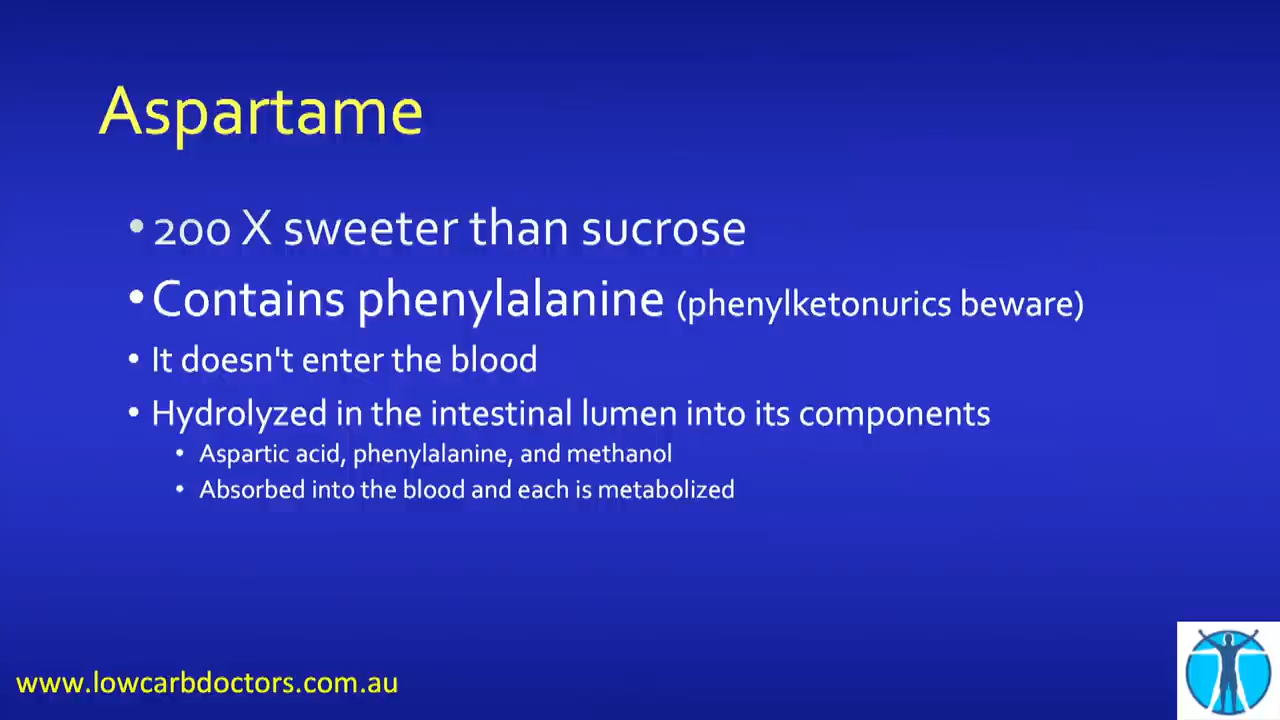 Aspartame
• 200 X sweeter than sucrose
• Contains phenylalanine (phenylketonurics beware)
• It doesn't enter the blood
• Hydrolyzed in the intestinal lumen into its components
• Aspartic acid, phenylalanine, and methanol
• Absorbed into the blood and each is metabolized
www.lowcarbdoctors.com.au